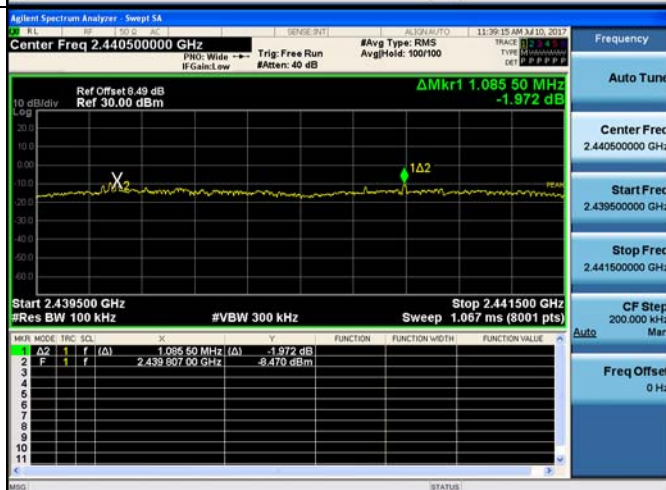 Agilent Spectrum Analyzer - Swept SA
RL RF 50 Ω AC SENSE:INT ALIGN AUTO 11:39:15 AM Jul 10, 2017
Center Freq 2.440500000 GHz
PNO: Wide
IFGain:Low
Trig: Free Run
#Atten: 40 dB
#Avg Type: RMS
Avg|Hold: 100/100
TRACE 1 2 3 4 5
TYPE
DET P P P P P P
Ref Offset 8.49 dB
Ref 30.00 dBm
10 dB/div
Log
ΔMkr1 1.085 50 MHz
-1.972 dB
20.0
10.0
0.00
-10.0
-20.0
-30.0
-40.0
-50.0
-60.0
X2
1Δ2
PEAK
Start 2.439500 GHz
Stop 2.441500 GHz
#Res BW 100 kHz #VBW 300 kHz Sweep 1.067 ms (8001 pts)
MKR MODE TRC SCL X Y FUNCTION FUNCTION WIDTH FUNCTION VALUE
1 Δ2 1 f (Δ) 1.085 50 MHz (Δ) -1.972 dB
2 F 1 f 2.439 807 00 GHz -8.470 dBm
3
4
5
6
7
8
9
10
11
MSG STATUS
Frequency
Auto Tune
Center Freq
2.440500000 GHz
Start Freq
2.439500000 GHz
Stop Freq
2.441500000 GHz
CF Step
200.000 kHz
Auto Man
Freq Offset
0 Hz